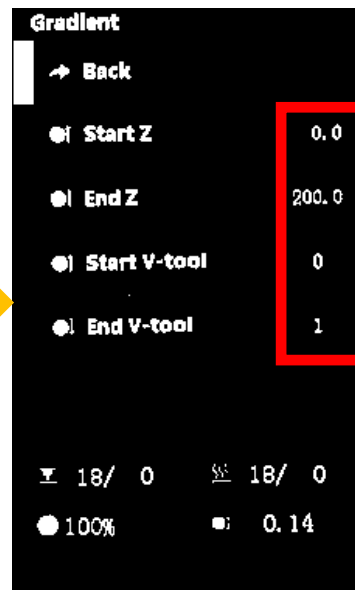 Gradient
Back
Start Z 0.0
End Z 200.0
Start V-tool 0
End V-tool 1
18/ 0 18/ 0
100% 0.14